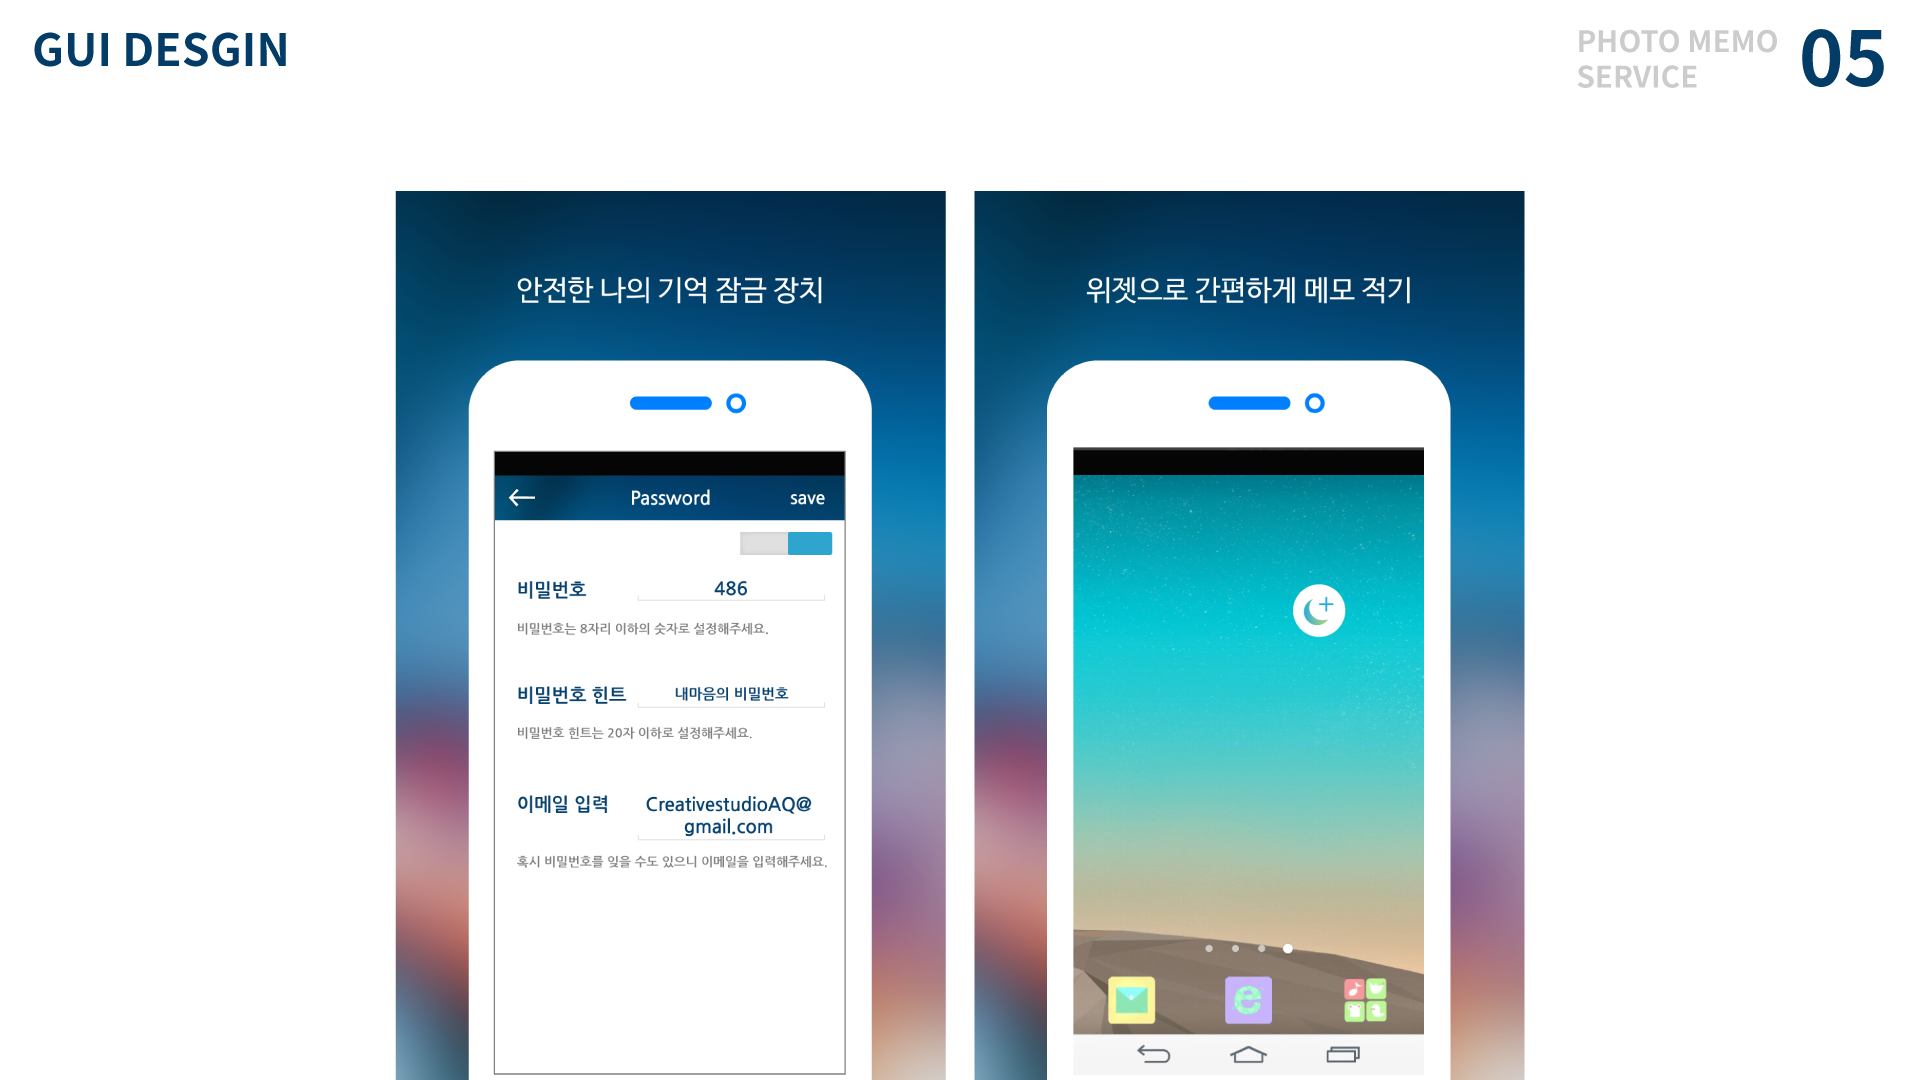 GUI DESGIN
PHOTO MEMO
SERVICE
05
안전한 나의 기억 잠금 장치
Password
save
비밀번호
486
비밀번호는 8자리 이하의 숫자로 설정해주세요.
비밀번호 힌트
내마음의 비밀번호
비밀번호 힌트는 20자 이하로 설정해주세요.
이메일 입력
CreativestudioAQ@
gmail.com
혹시 비밀번호를 잊을 수도 있으니 이메일을 입력해주세요.
위젯으로 간편하게 메모 적기